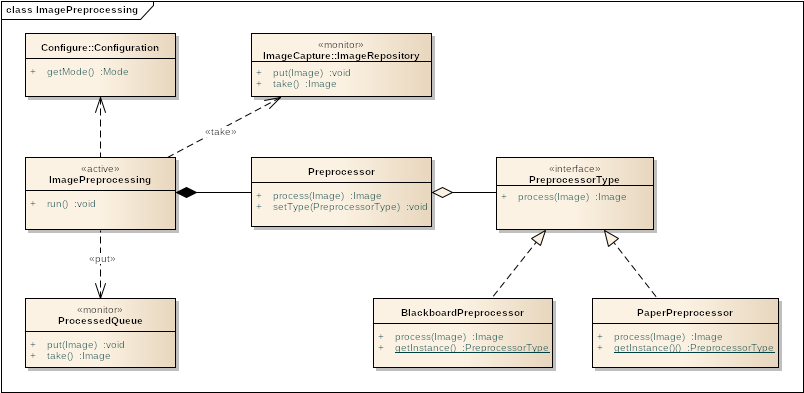 class ImagePreprocessing
Configure::Configuration
+ getMode() :Mode
«monitor»
ImageCapture::ImageRepository
+ put(Image) :void
+ take() :Image
«take»
«active»
ImagePreprocessing
+ run() :void
Preprocessor
+ process(Image) :Image
+ setType(PreprocessorType) :void
«interface»
PreprocessorType
+ process(Image) :Image
«put»
«monitor»
ProcessedQueue
+ put(Image) :void
+ take() :Image
BlackboardPreprocessor
+ process(Image) :Image
+ getInstance() :PreprocessorType
PaperPreprocessor
+ process(Image) :Image
+ getInstance()() :PreprocessorType